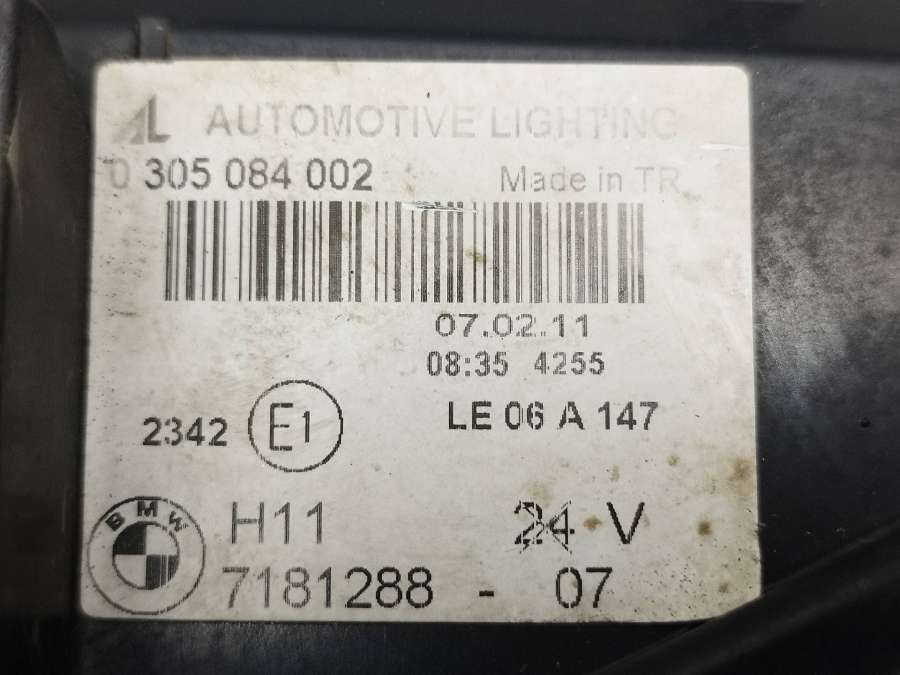 AL AUTOMOTIVE LIGHTING
0 305 084 002 Made in TR
07.02.11
08:35 4255
2342 E1 LE 06 A 147
BMW H11 24 V
7181288 - 07